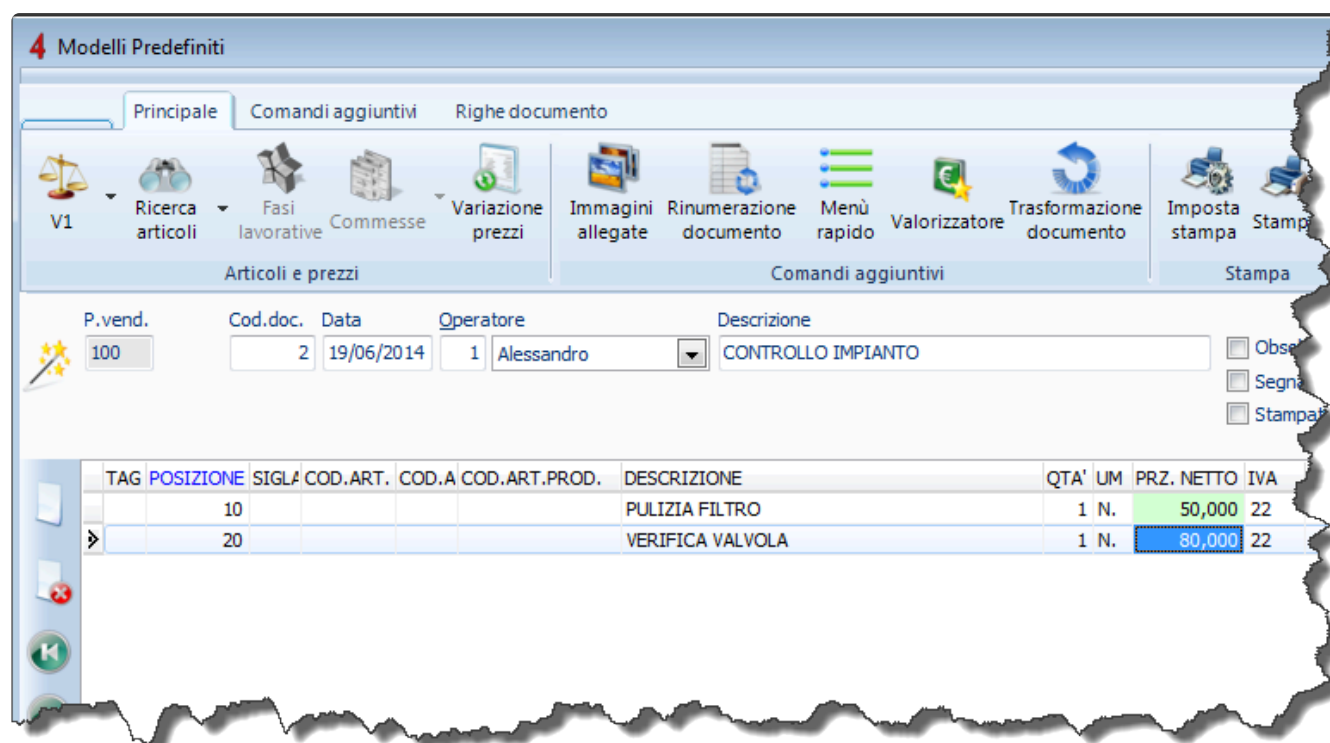 4 Modelli Predefiniti
Principale Comandi aggiuntivi Righe documento
V1 Ricerca articoli Fasi lavorative Commesse Variazione prezzi Immagini allegate Rinumerazione documento Menù rapido Valorizzatore Trasformazione documento Imposta stampa
Articoli e prezzi Comandi aggiuntivi Stampa
P.vend. Cod.doc. Data Operatore Descrizione
100 2 19/06/2014 1 Alessandro CONTROLLO IMPIANTO
TAG POSIZIONE SIGLA COD.ART. COD.A COD.ART.PROD. DESCRIZIONE QTA' UM PRZ. NETTO IVA
10 PULIZIA FILTRO 1 N. 50,000 22
20 VERIFICA VALVOLA 1 N. 80,000 22